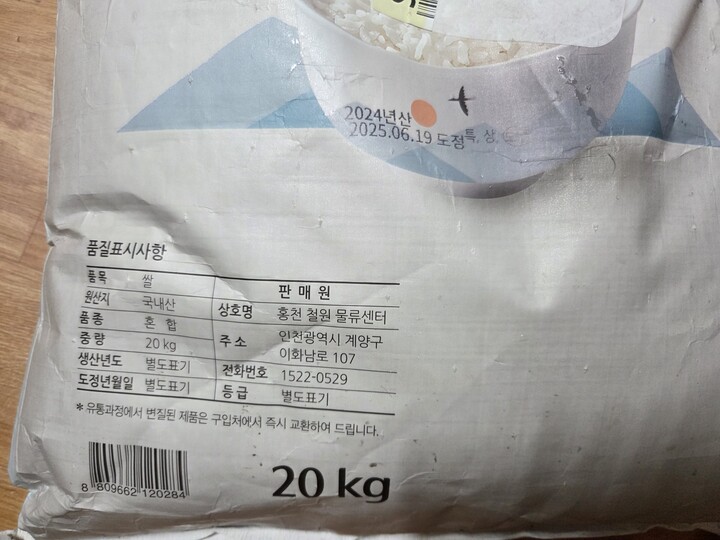 2024년산
2025.06.19 도정 특, 상,
품질표시사항
품목 쌀
원산지 국내산
품종 혼 합
중량 20 kg
생산년도 별도표기
도정년월일 별도표기
판 매 원
상호명 홍천 철원 물류센터
주 소 인천광역시 계양구
이화남로 107
전화번호 1522-0529
등 급 별도표기
* 유통과정에서 변질된 제품은 구입처에서 즉시 교환하여 드립니다.
8 809662 120284
20 kg